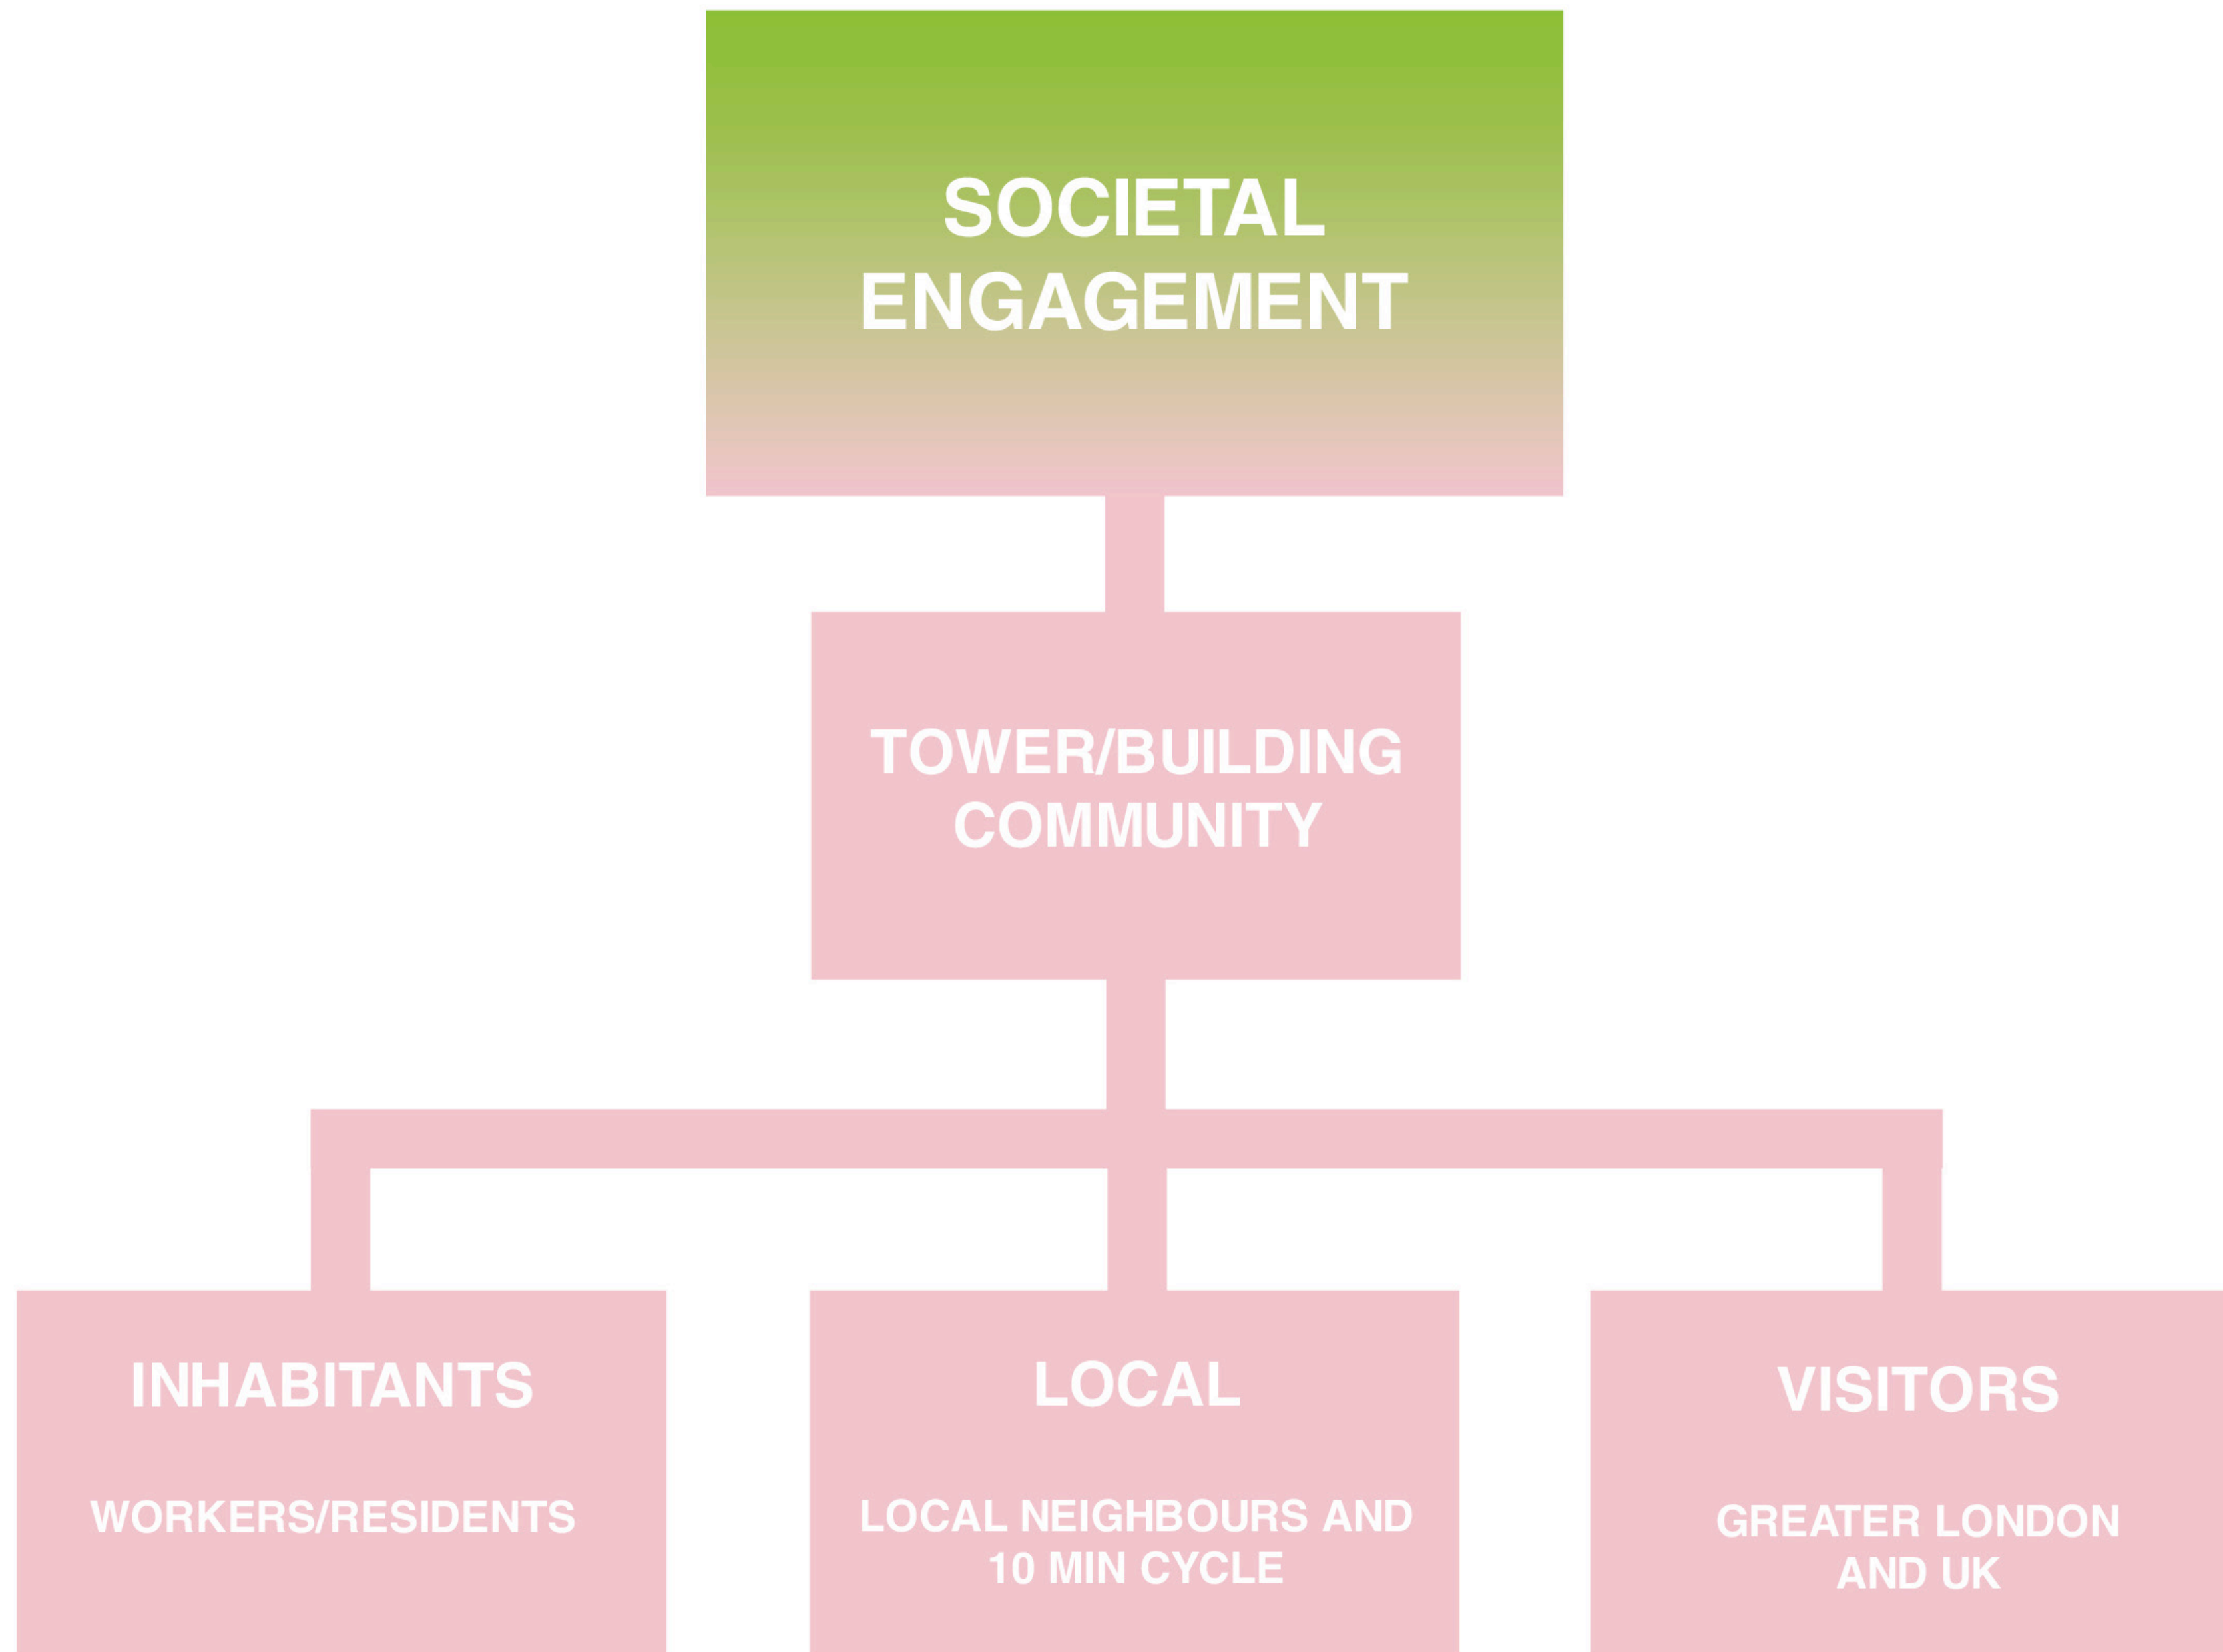 SOCIETAL
ENGAGEMENT
TOWER/BUILDING
COMMUNITY
INHABITANTS
WORKERS/RESIDENTS
LOCAL
LOCAL NEIGHBOURS AND
10 MIN CYCLE
VISITORS
GREATER LONDON
AND UK